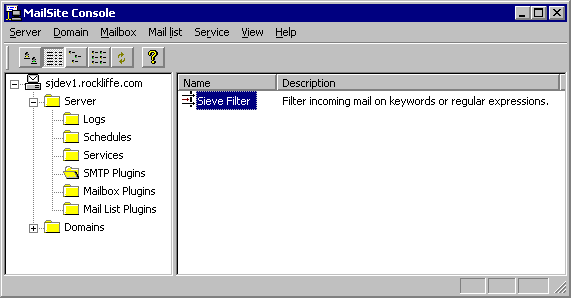 MailSite Console
Server Domain Mailbox Mail list Service View Help
sjdev1.rockliffe.com
Server
Logs
Schedules
Services
SMTP Plugins
Mailbox Plugins
Mail List Plugins
Domains
Name Description
Sieve Filter Filter incoming mail on keywords or regular expressions.